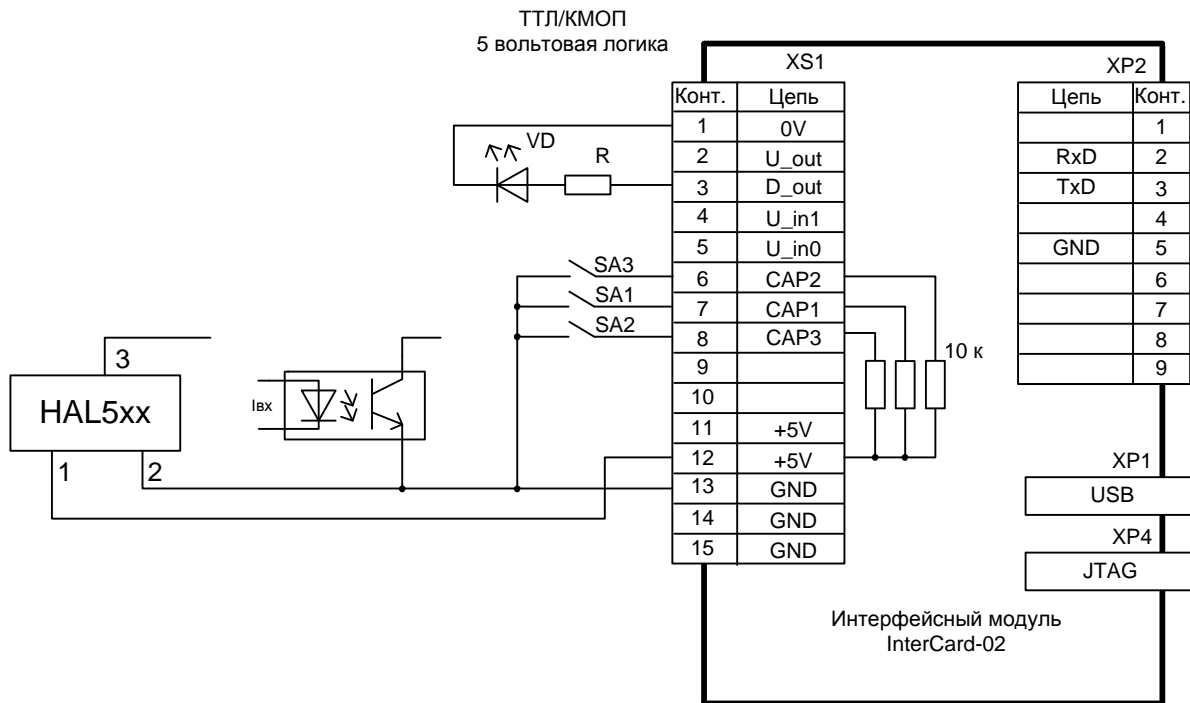 ТТЛ/КМОП
5 вольтовая логика
XS1
Конт. Цепь
1 0V
2 U_out
3 D_out
4 U_in1
5 U_in0
6 CAP2
7 CAP1
8 CAP3
9
10
11 +5V
12 +5V
13 GND
14 GND
15 GND
XP2
Цепь Конт.
1
RxD 2
TxD 3
4
GND 5
6
7
8
9
VD
R
SA3
SA1
SA2
10 к
3
HAL5xx
1 2
Iвх
XP1
USB
XP4
JTAG
Интерфейсный модуль
InterCard-02